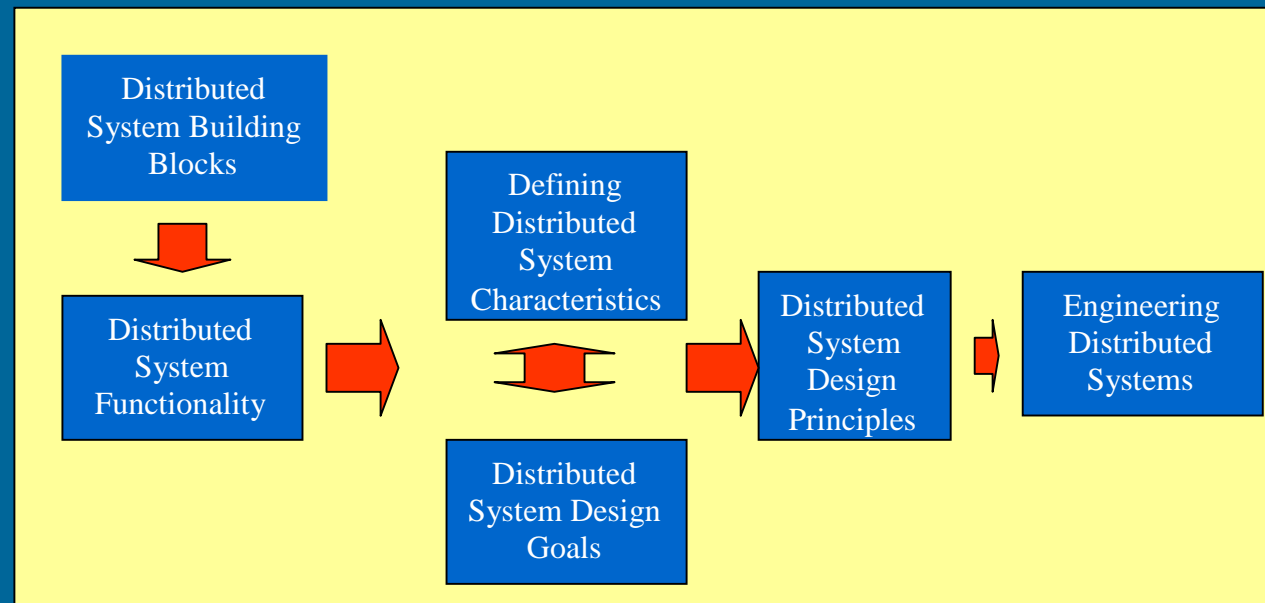 Distributed
System Building
Blocks
Distributed
System
Functionality
Defining
Distributed
System
Characteristics
Distributed
System Design
Goals
Distributed
System
Design
Principles
Engineering
Distributed
Systems